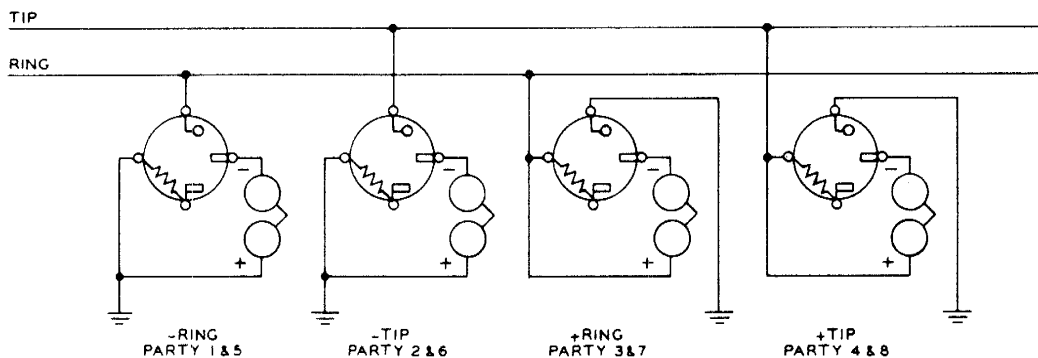 TIP
RING
−
+
−
+
−
+
−
+
-RING
PARTY 1&5
-TIP
PARTY 2&6
+RING
PARTY 3&7
+TIP
PARTY 4&8